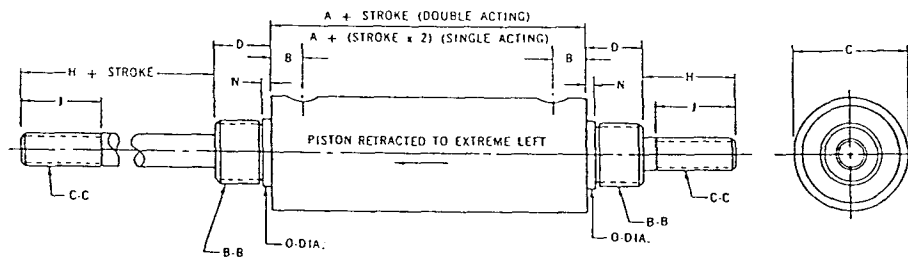 A + STROKE (DOUBLE ACTING)
A + (STROKE x 2) (SINGLE ACTING)
D
D
C
B
B
H + STROKE
N
N
H
J
J
PISTON RETRACTED TO EXTREME LEFT
C-C
B-B
O-DIA.
O-DIA.
B-B
C-C